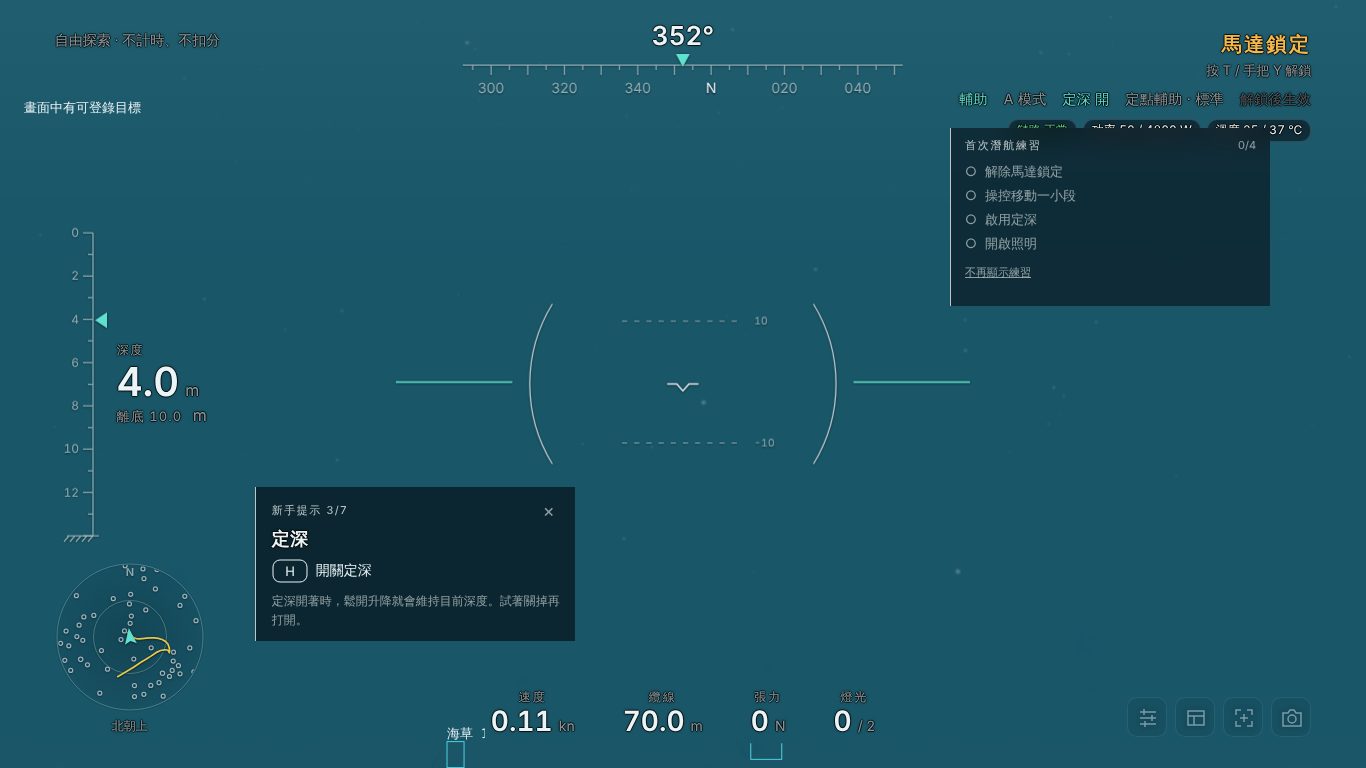 自由探索 · 不計時、不扣分
352°
300 320 340 N 020 040
馬達鎖定
按 T / 手把 Y 解鎖
畫面中有可登錄目標
輔助 A 模式 定深 開 定點輔助 · 標準 解鎖後生效
首次潛航練習 0/4
解除馬達鎖定
操控移動一小段
啟用定深
開啟照明
不再顯示練習
0
2
4
6
8
10
12
深度
4.0 m
離底 10.0 m
10
-10
新手提示 3/7
定深
H 開關定深
定深開著時，鬆開升降就會維持目前深度。試著關掉再
打開。
N
北朝上
速度
0.11 kn
纜線
70.0 m
張力
0 N
燈光
0 / 2
海草